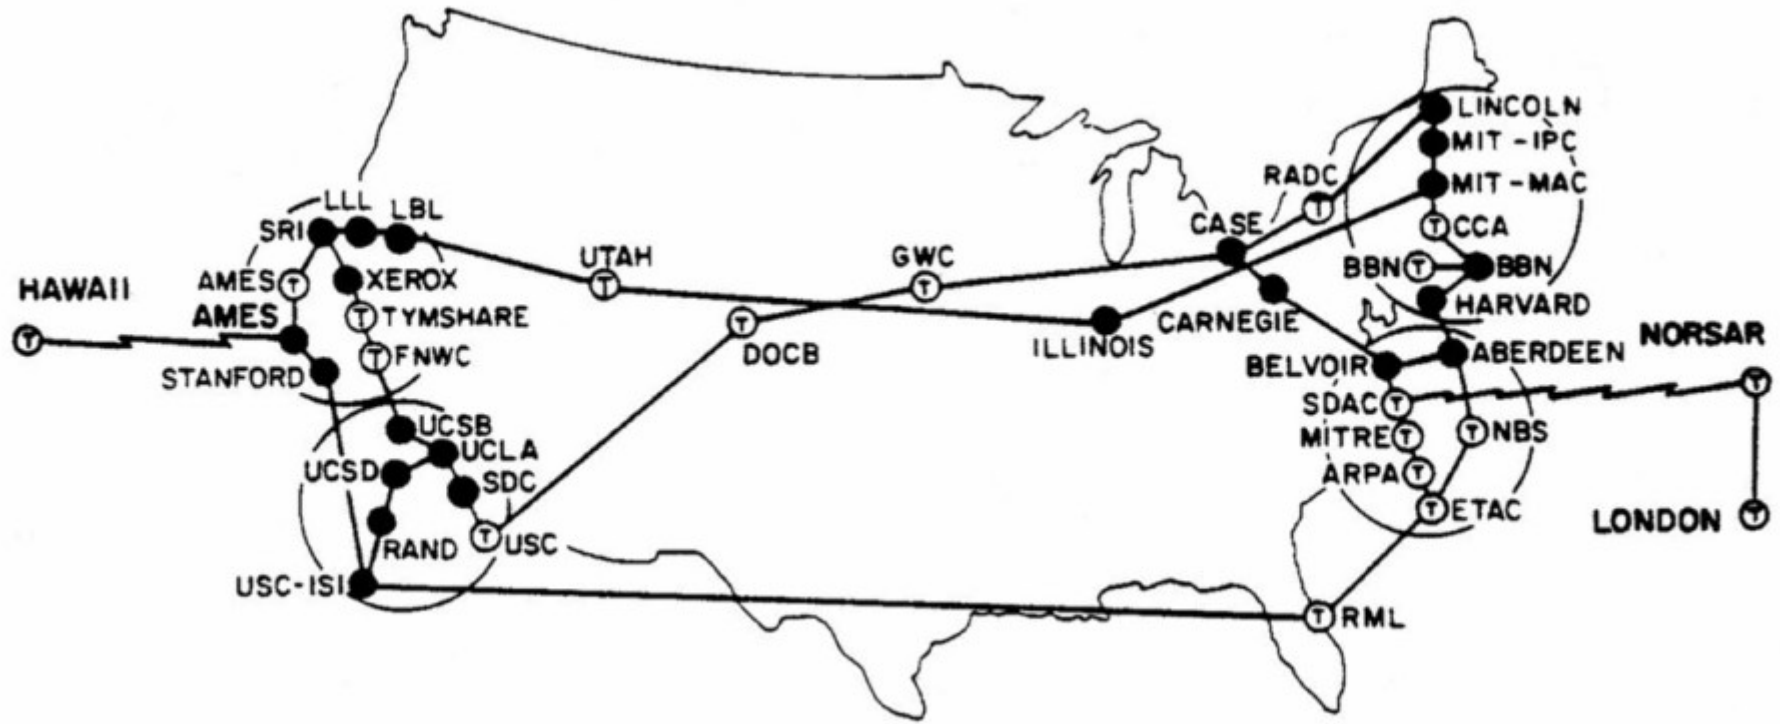 LINCOLN
MIT-IPC
MIT-MAC
RADC
LLL
LBL
SRI
CASE
CCA
UTAH
GWC
BBN T
BBN
AMES T
XEROX
HAWAII
HARVARD
AMES
T TYMSHARE
CARNEGIE
NORSAR
DOCB
ILLINOIS
T FNWC
ABERDEEN
STANFORD
BELVOIR
SDAC T
UCSB
MITRE T
T NBS
UCLA
UCSD
ARPA T
SDC
T ETAC
LONDON T
RAND
T USC
USC-ISI
T RML
T
T
T
T
T
T
T